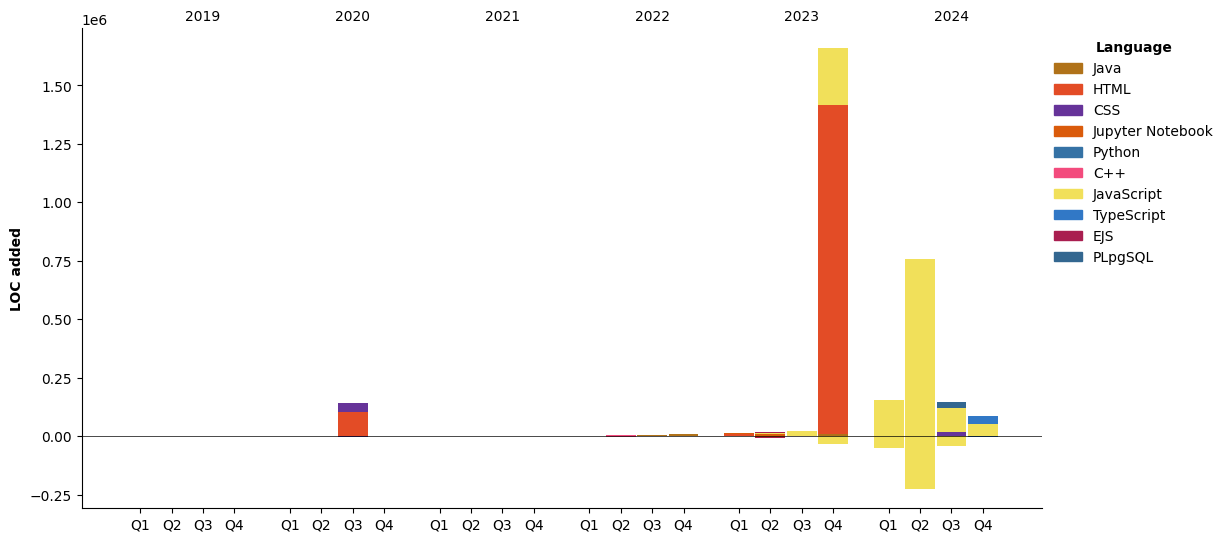 1e6
2019 2020 2021 2022 2023 2024
Language
Java
HTML
CSS
Jupyter Notebook
Python
C++
JavaScript
TypeScript
EJS
PLpgSQL
LOC added
1.50
1.25
1.00
0.75
0.50
0.25
0.00
−0.25
Q1 Q2 Q3 Q4 Q1 Q2 Q3 Q4 Q1 Q2 Q3 Q4 Q1 Q2 Q3 Q4 Q1 Q2 Q3 Q4 Q1 Q2 Q3 Q4